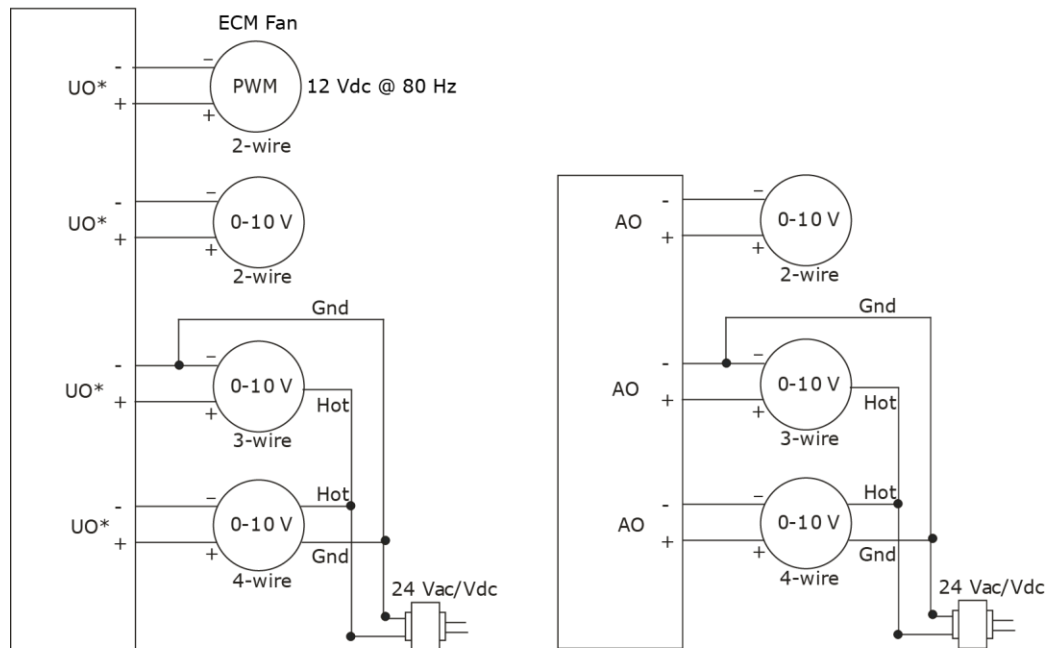 ECM Fan
-
UO*
+
−
PWM
+
12 Vdc @ 80 Hz
2-wire
-
UO*
+
−
0-10 V
+
2-wire
Gnd
-
UO*
+
−
0-10 V
+
Hot
3-wire
-
UO*
+
−
0-10 V
+
Hot
Gnd
4-wire
24 Vac/Vdc
-
AO
+
−
0-10 V
+
2-wire
Gnd
-
AO
+
−
0-10 V
+
Hot
3-wire
-
AO
+
−
0-10 V
+
Hot
Gnd
4-wire
24 Vac/Vdc